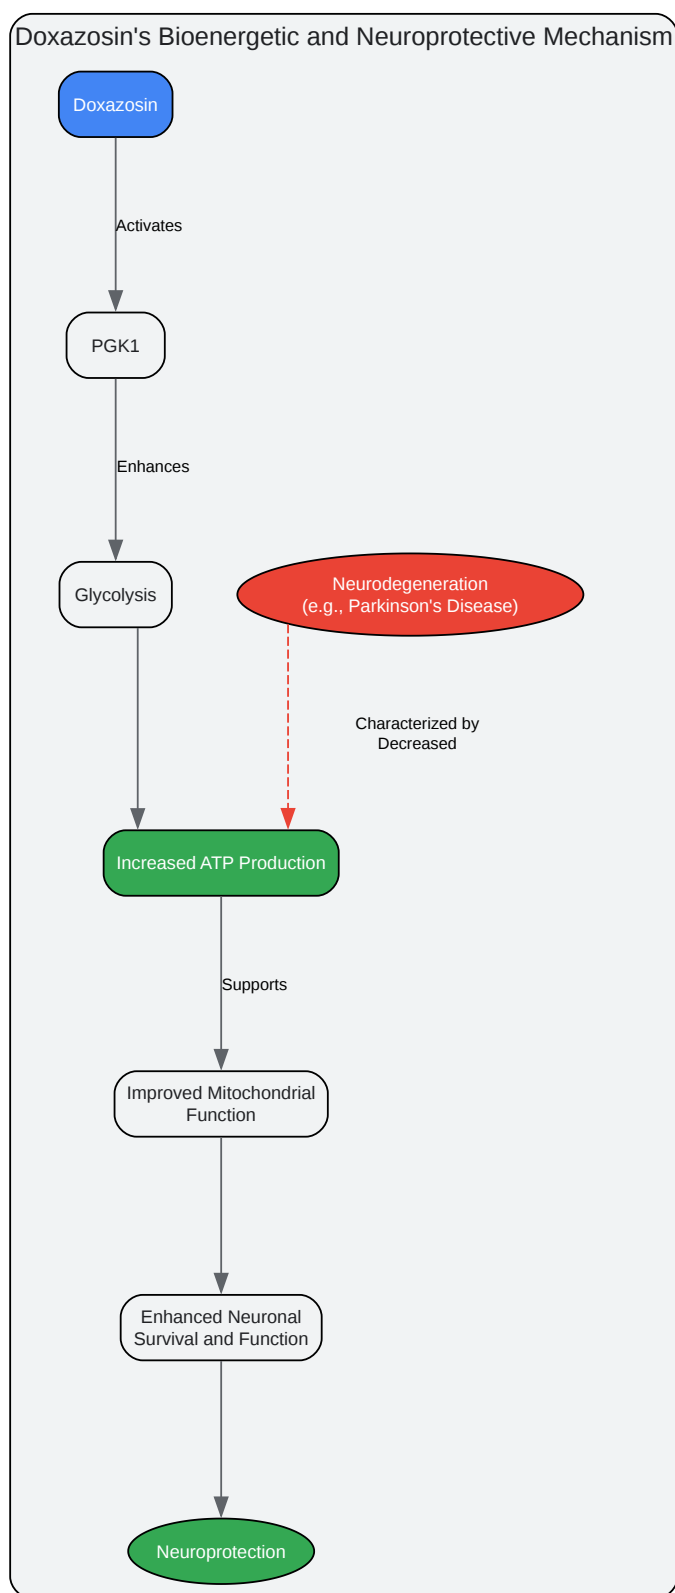 Doxazosin's Bioenergetic and Neuroprotective Mechanism
Doxazosin
Activates
PGK1
Enhances
Glycolysis
Neurodegeneration
(e.g., Parkinson's Disease)
Characterized by
Decreased
Increased ATP Production
Supports
Improved Mitochondrial
Function
Enhanced Neuronal
Survival and Function
Neuroprotection